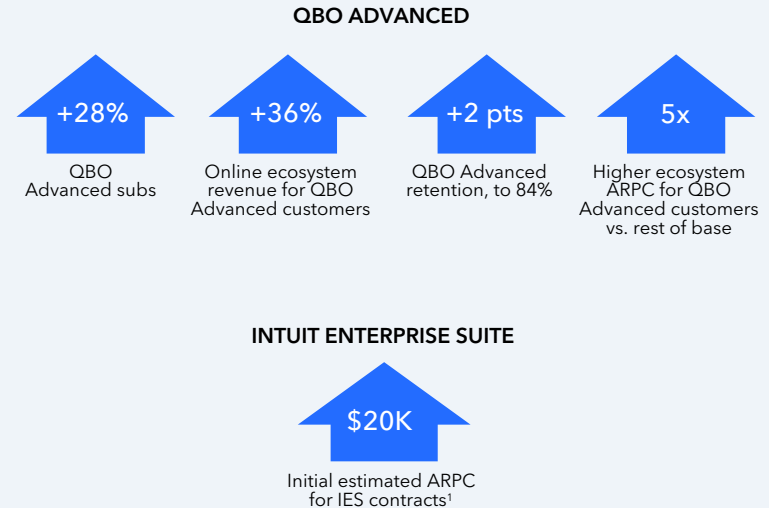 QBO ADVANCED
+28%
QBO
Advanced subs
+36%
Online ecosystem
revenue for QBO
Advanced customers
+2 pts
QBO Advanced
retention, to 84%
5x
Higher ecosystem
ARPC for QBO
Advanced customers
vs. rest of base
INTUIT ENTERPRISE SUITE
$20K
Initial estimated ARPC
for IES contracts¹